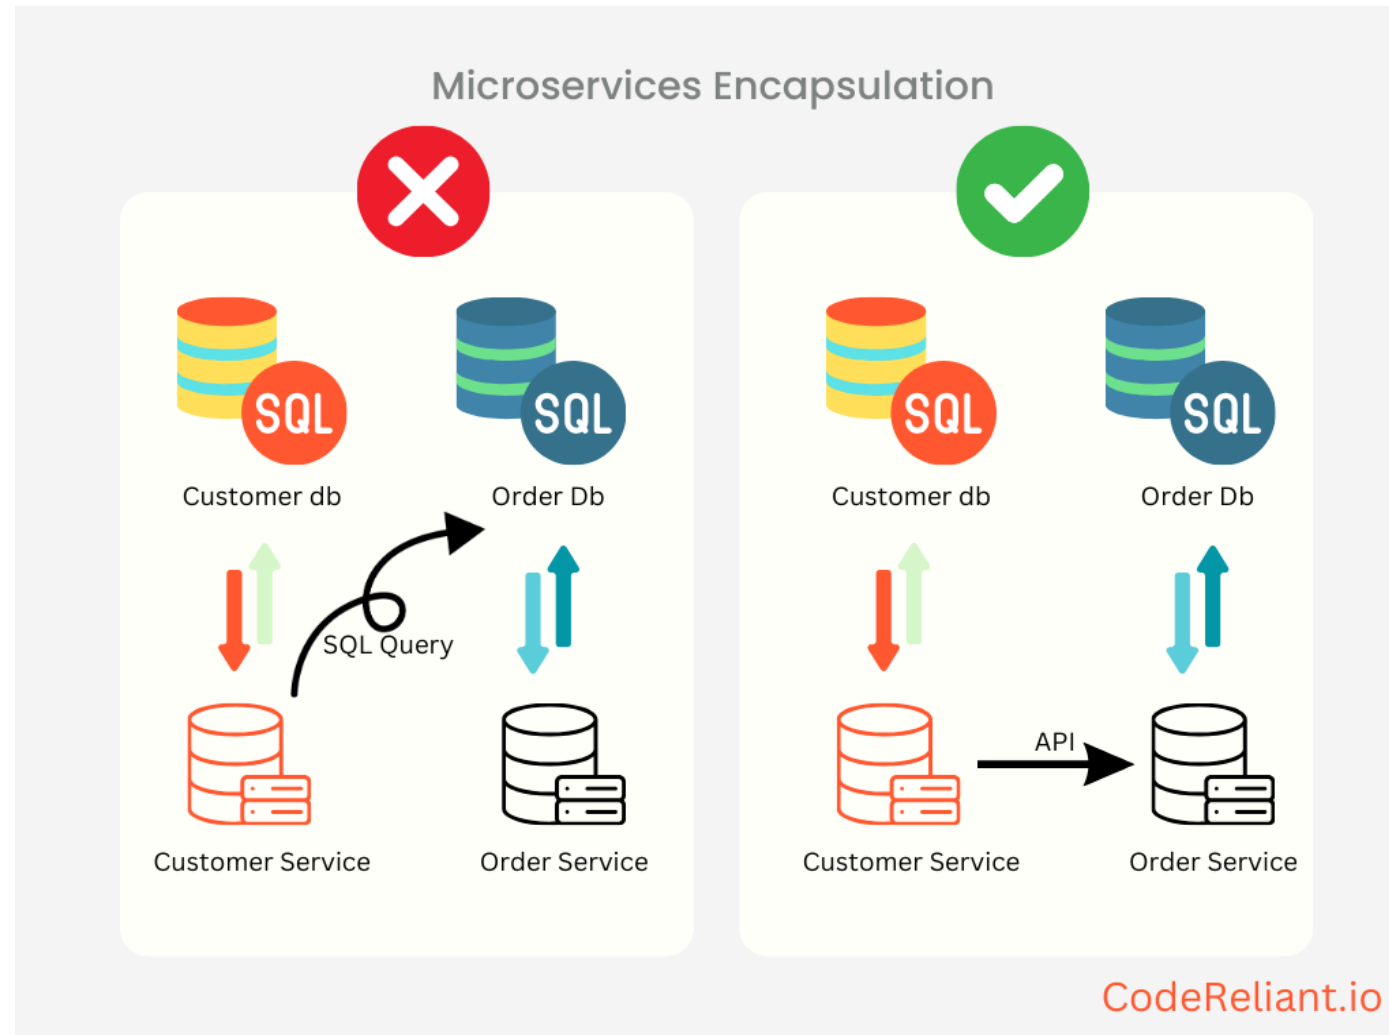 Microservices Encapsulation
SQL
SQL
Customer db
Order Db
SQL Query
Customer Service
Order Service
SQL
SQL
Customer db
Order Db
API
Customer Service
Order Service
CodeReliant.io